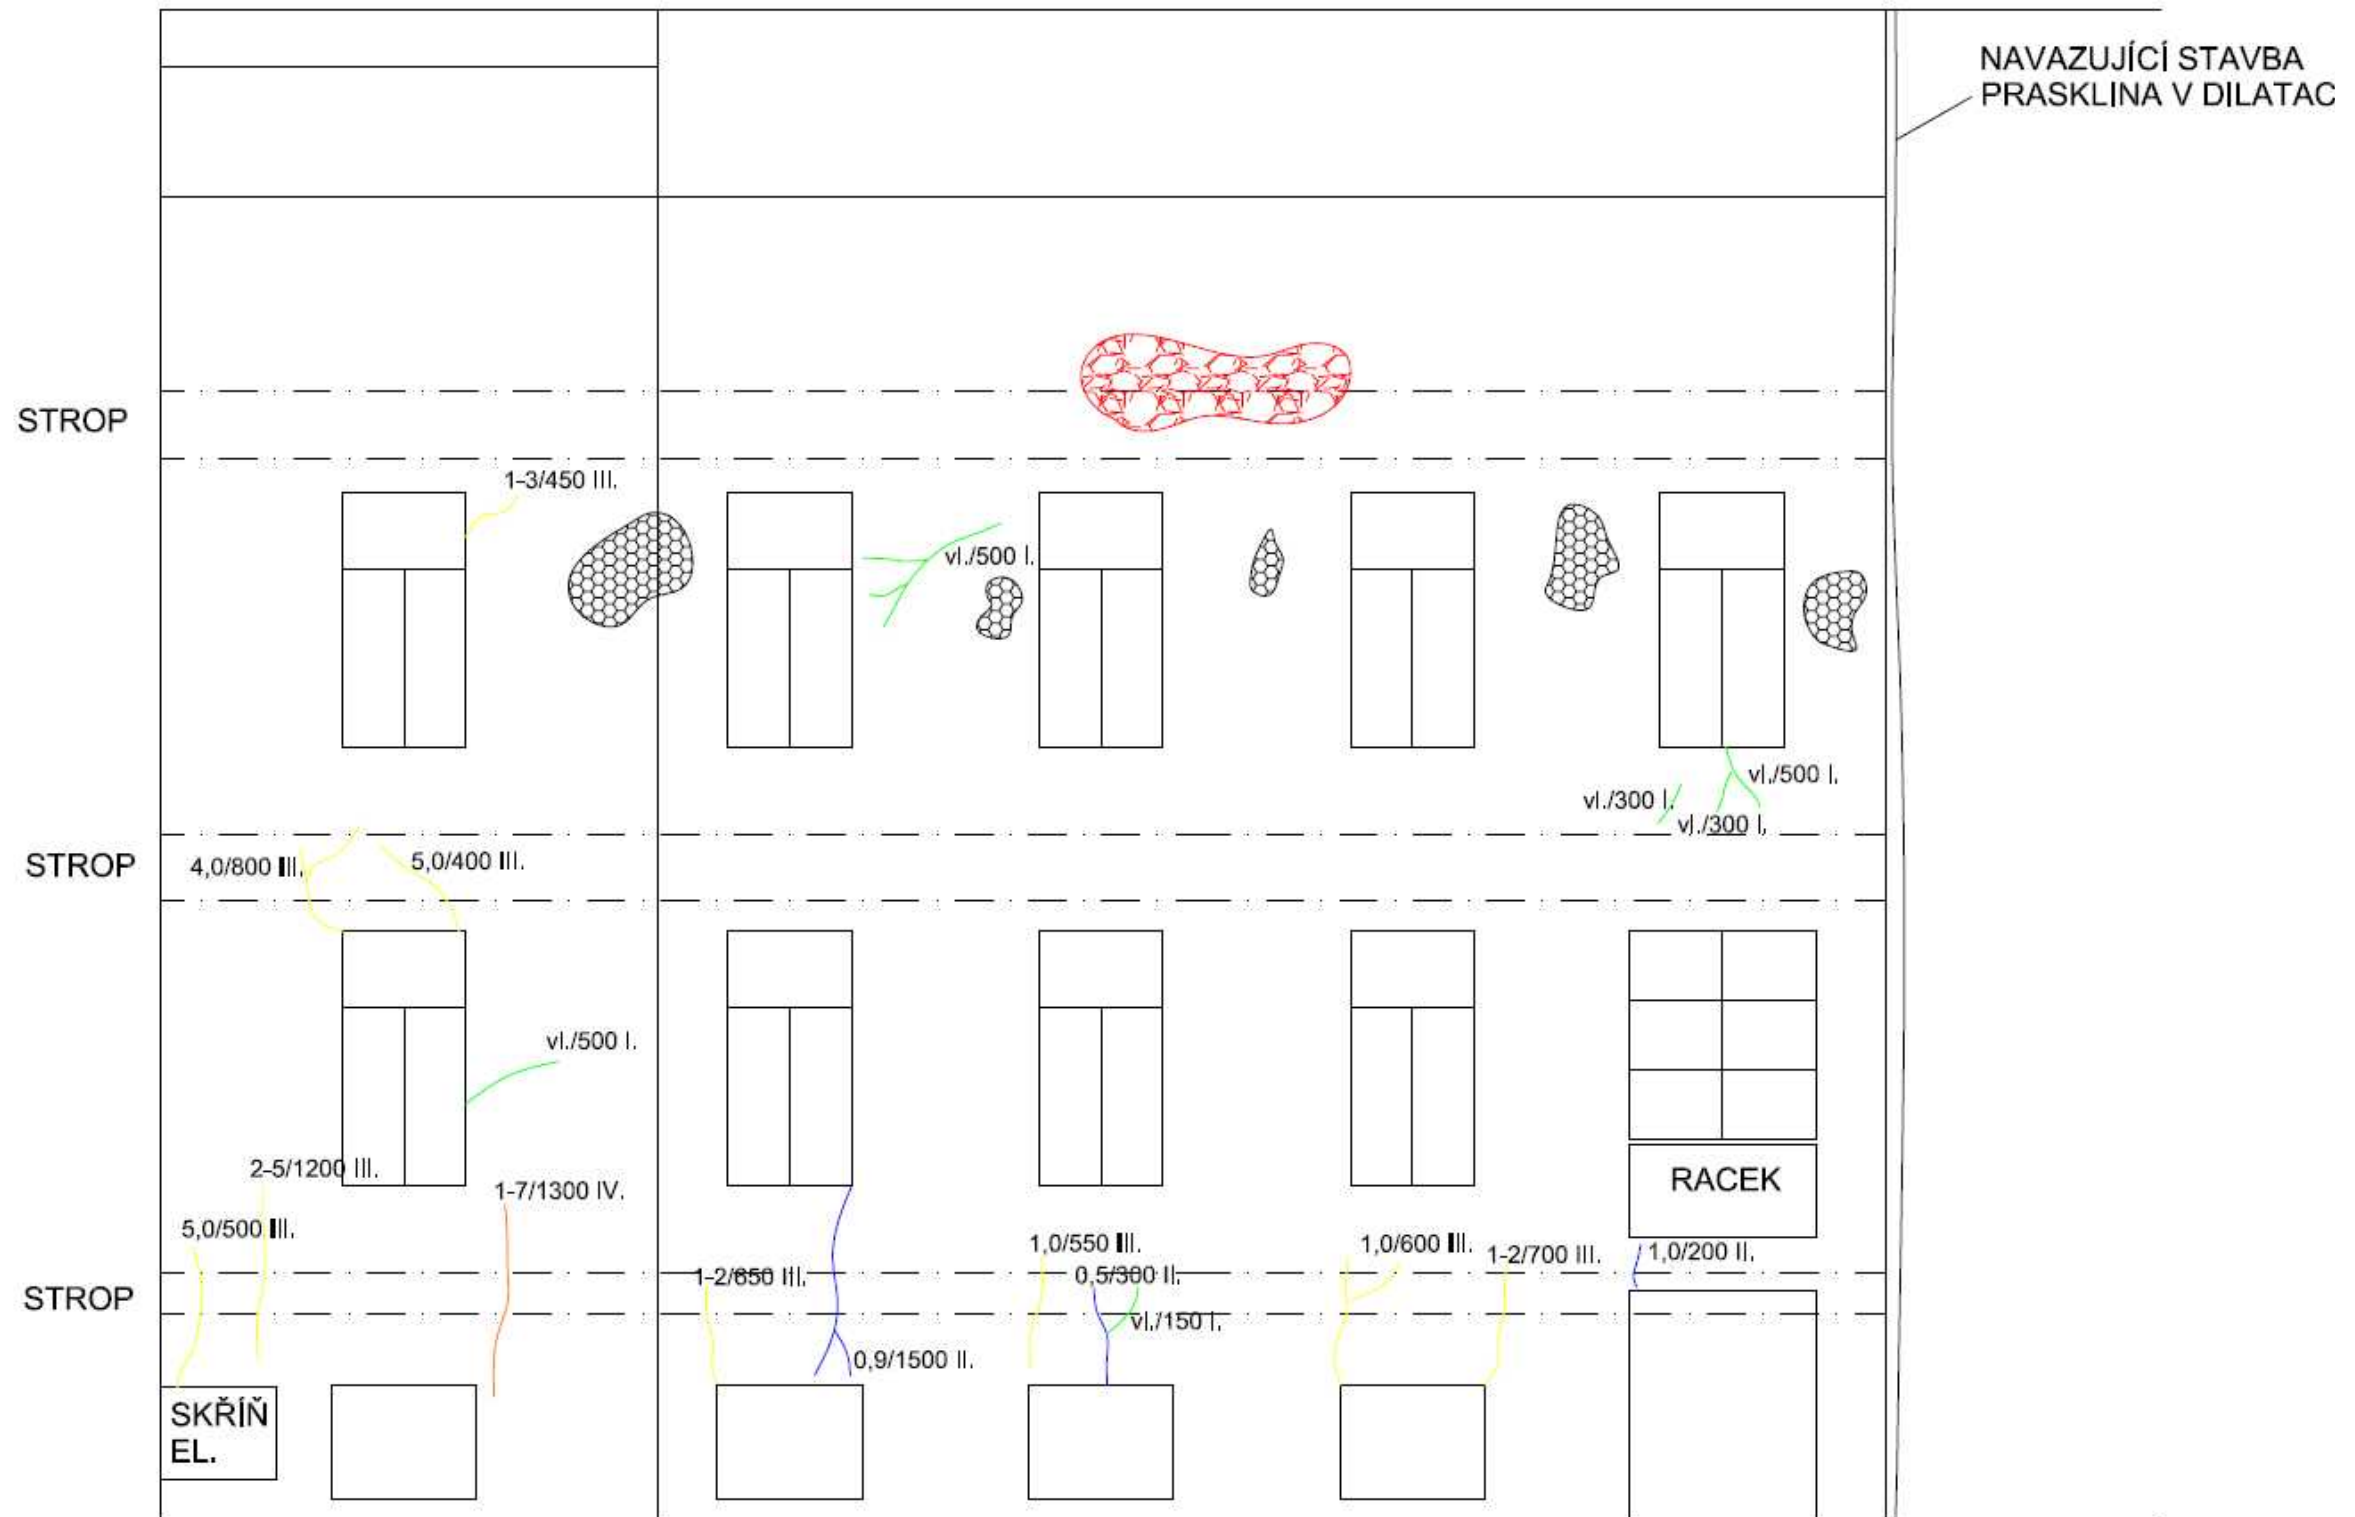 NAVAZUJÍCÍ STAVBA
PRASKLINA V DILATAC
STROP
1-3/450 III.
vl./500 I.
vl./500 I.
vl./300 I.
vl./300 I.
STROP
4,0/800 III.
5,0/400 III.
vl./500 I.
2-5/1200 III.
1-7/1300 IV.
RACEK
5,0/500 III.
1,0/550 III.
1,0/600 III.
1-2/700 III.
1,0/200 II.
STROP
1-2/650 III.
0,5/300 II.
vl./150 I.
0,9/1500 II.
SKŘÍŇ
EL.